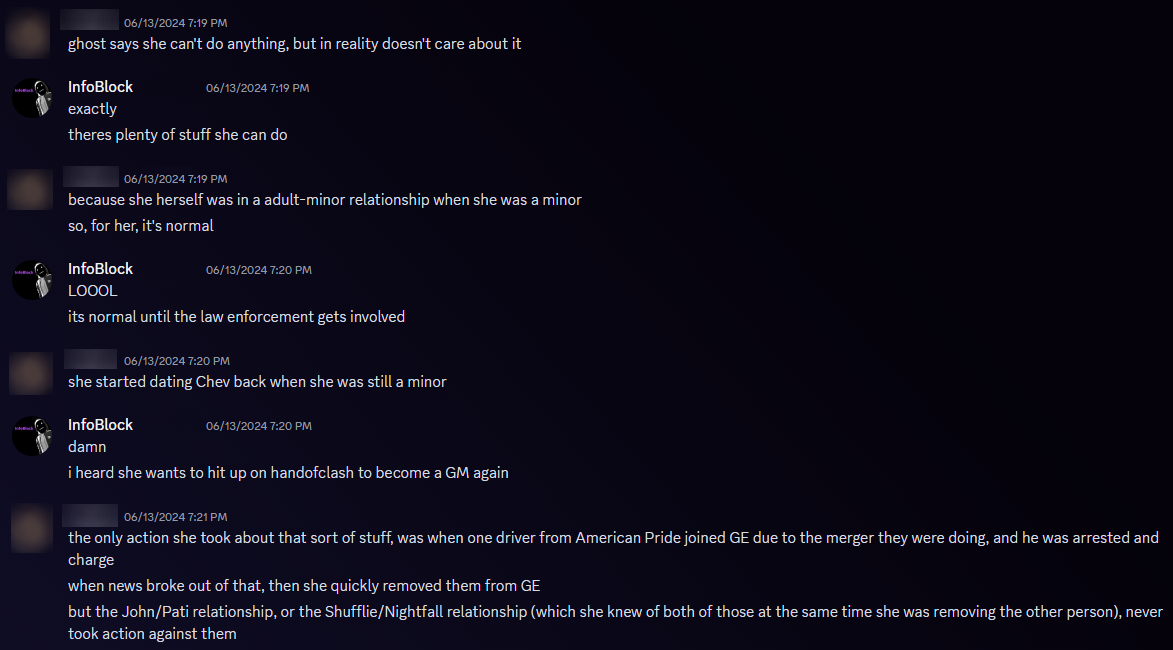 06/13/2024 7:19 PM
ghost says she can't do anything, but in reality doesn't care about it
InfoBlock 06/13/2024 7:19 PM
exactly
theres plenty of stuff she can do
06/13/2024 7:19 PM
because she herself was in a adult-minor relationship when she was a minor
so, for her, it's normal
InfoBlock 06/13/2024 7:20 PM
LOOOL
its normal until the law enforcement gets involved
06/13/2024 7:20 PM
she started dating Chev back when she was still a minor
InfoBlock 06/13/2024 7:20 PM
damn
i heard she wants to hit up on handofclash to become a GM again
06/13/2024 7:21 PM
the only action she took about that sort of stuff, was when one driver from American Pride joined GE due to the merger they were doing, and he was arrested and
charge
when news broke out of that, then she quickly removed them from GE
but the John/Pati relationship, or the Shufflie/Nightfall relationship (which she knew of both of those at the same time she was removing the other person), never
took action against them